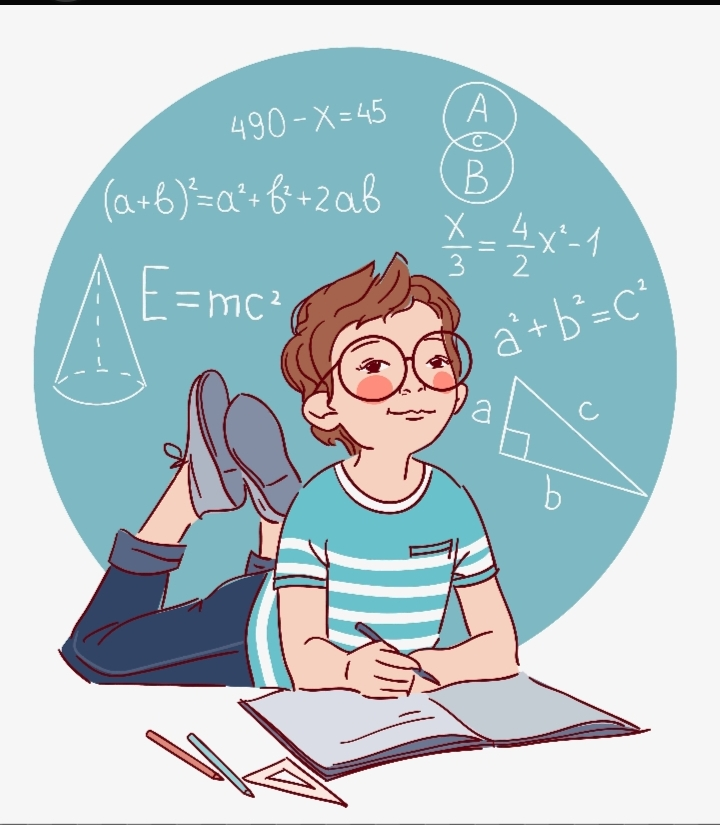 490-X=45
A
c
B
(a+b)²=a²+b²+2ab
X/3=4/2x²-1
E=mc²
a²+b²=c²
a
c
b